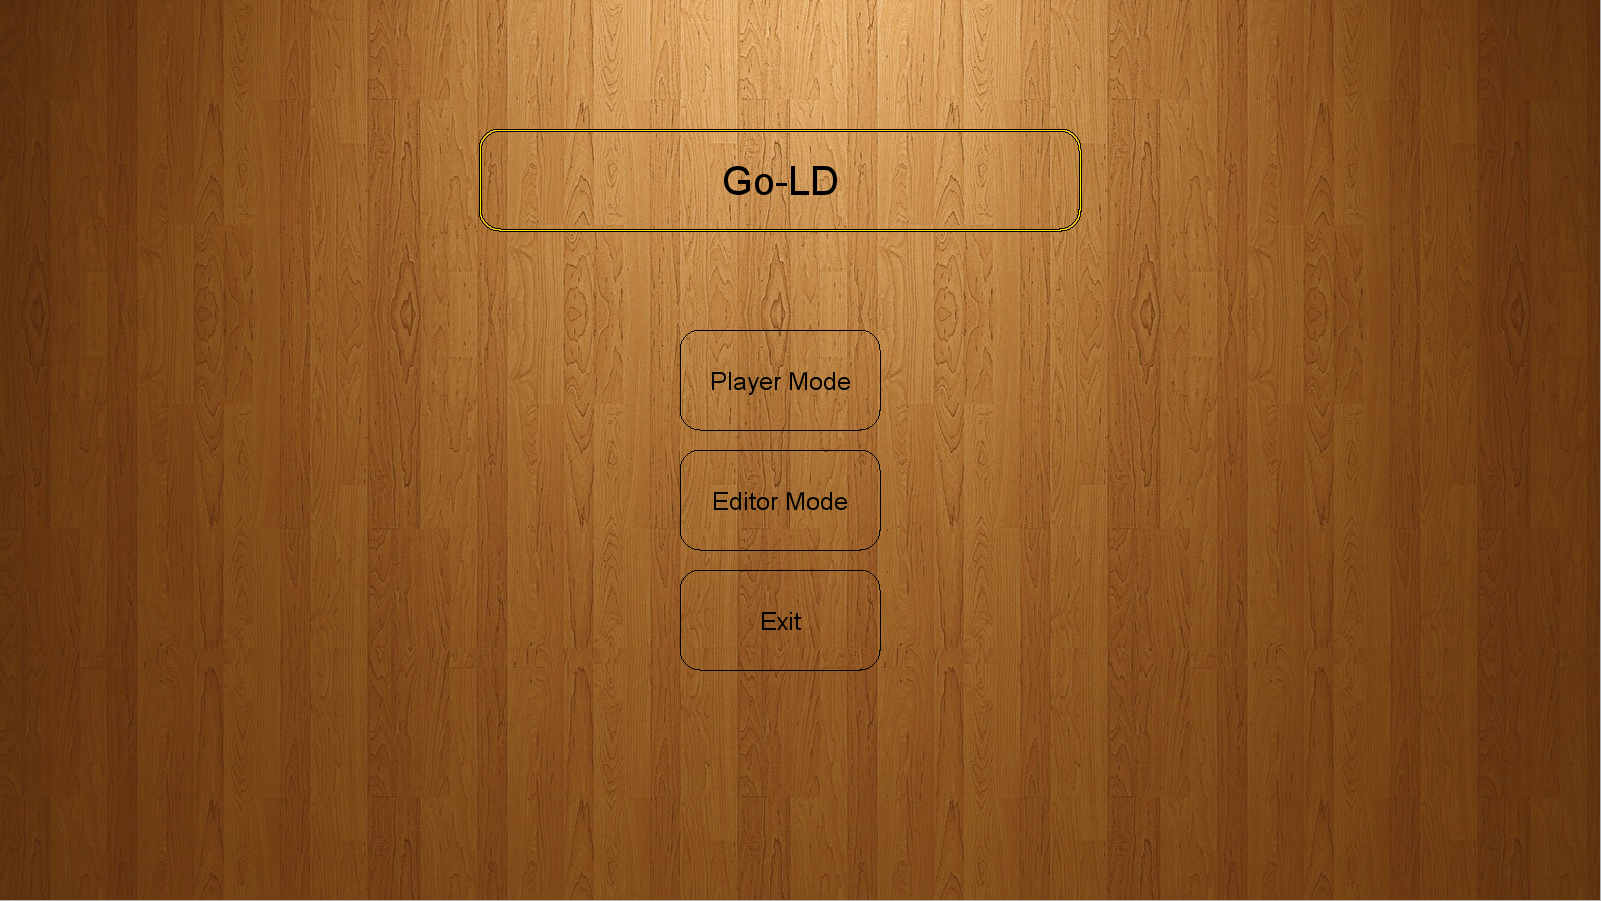 Go-LD
Player Mode
Editor Mode
Exit